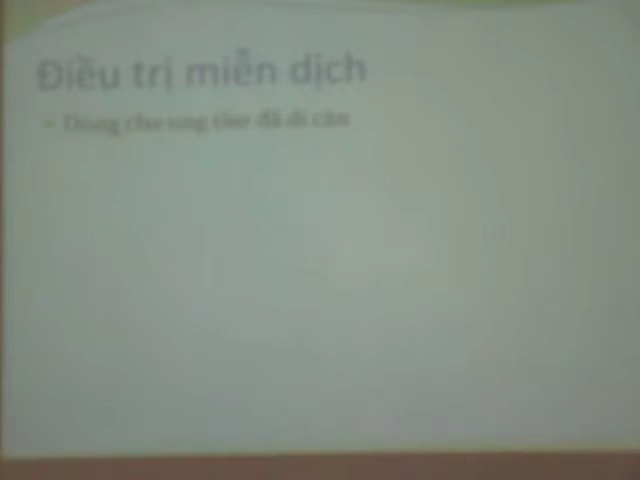 Điều trị miễn dịch
Dùng cho ung thư đã di căn